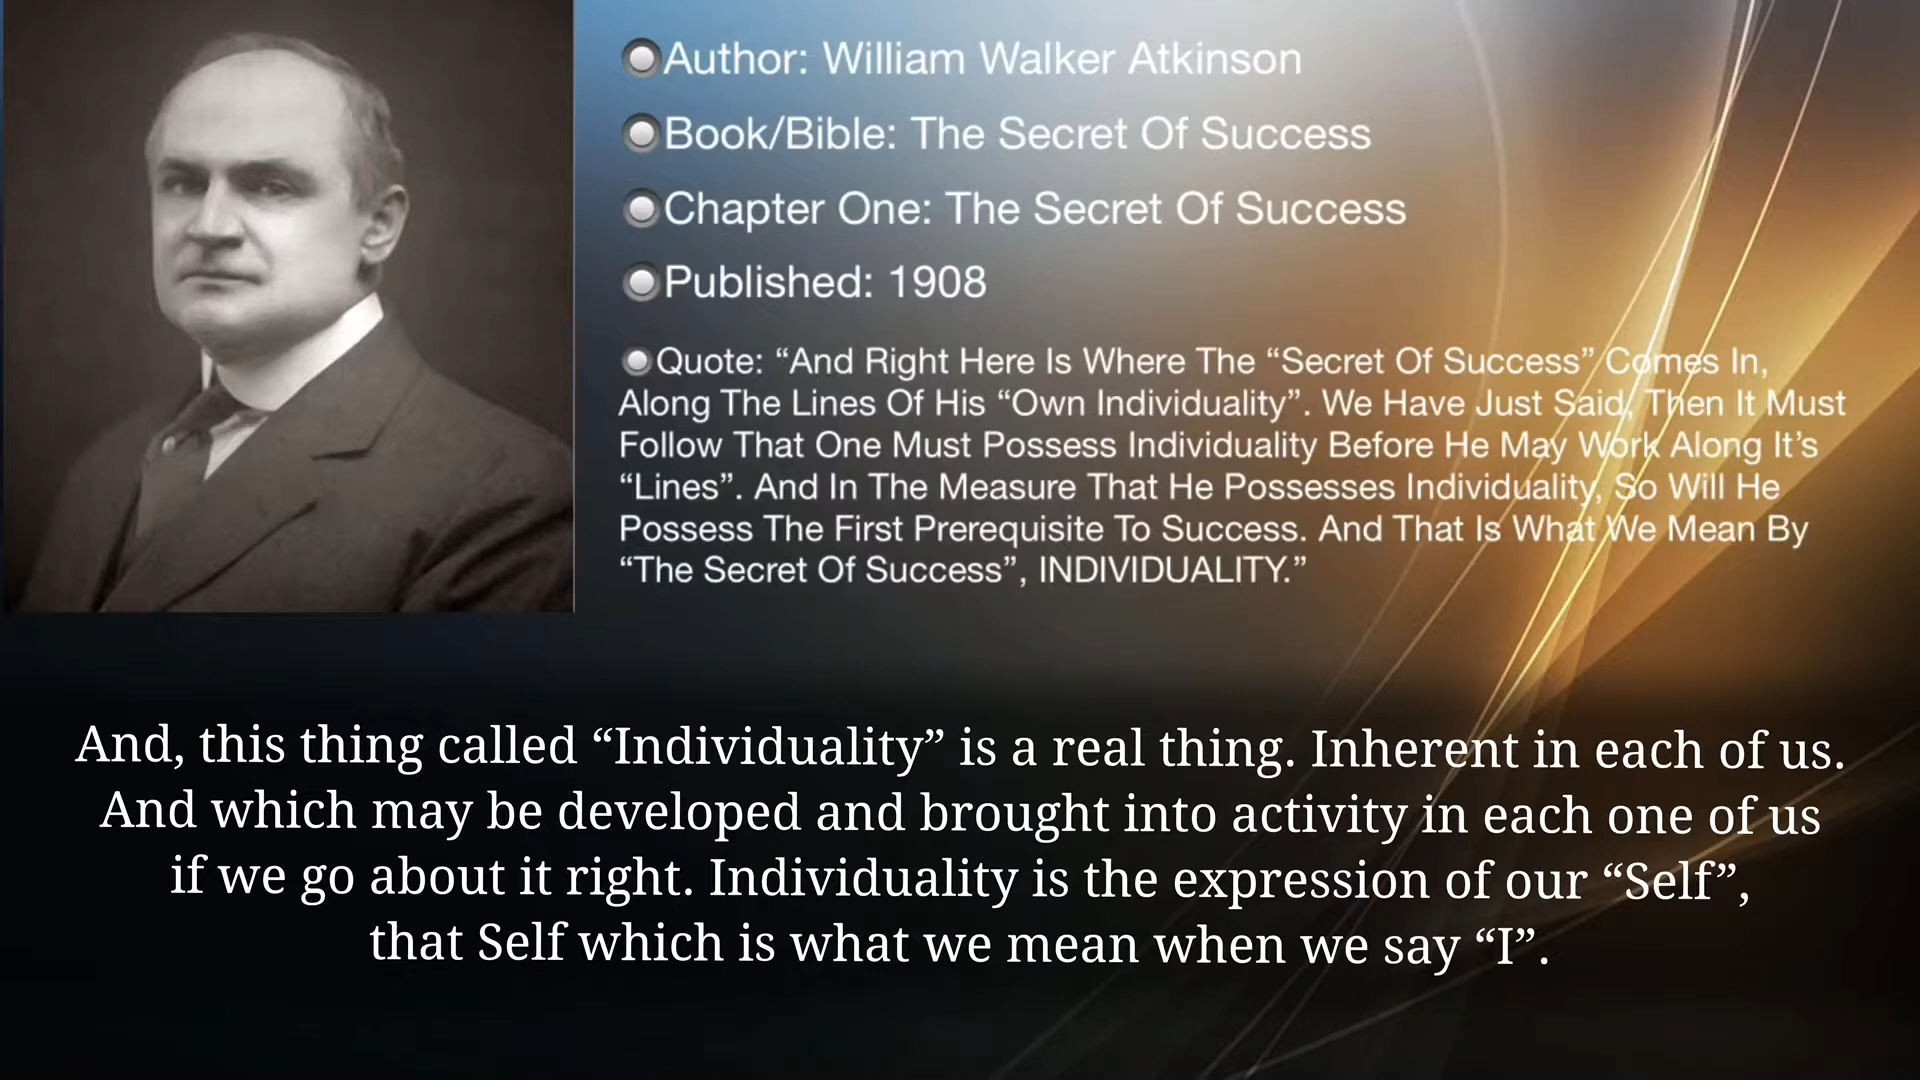 Author: William Walker Atkinson
Book/Bible: The Secret Of Success
Chapter One: The Secret Of Success
Published: 1908
Quote: “And Right Here Is Where The “Secret Of Success” Comes In,
Along The Lines Of His “Own Individuality”. We Have Just Said, Then It Must
Follow That One Must Possess Individuality Before He May Work Along It’s
“Lines”. And In The Measure That He Possesses Individuality, So Will He
Possess The First Prerequisite To Success. And That Is What We Mean By
“The Secret Of Success”, INDIVIDUALITY.”
And, this thing called “Individuality” is a real thing. Inherent in each of us.
And which may be developed and brought into activity in each one of us
if we go about it right. Individuality is the expression of our “Self”,
that Self which is what we mean when we say “I”.